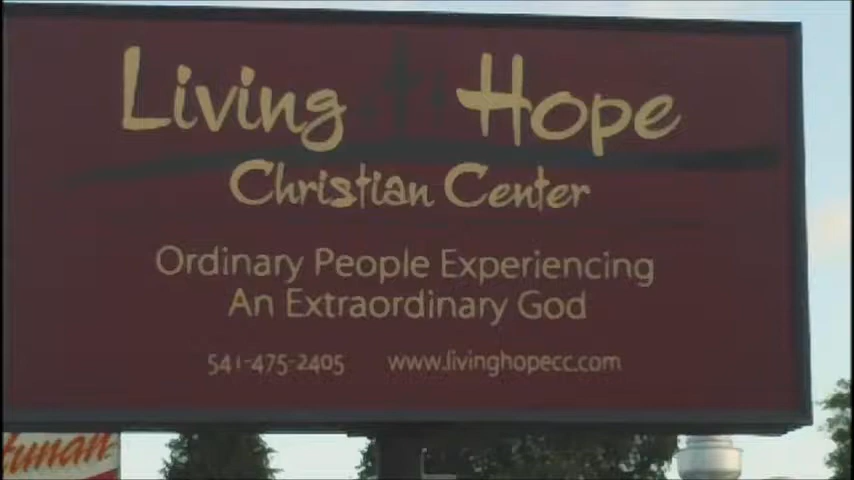 Living Hope
Christian Center
Ordinary People Experiencing
An Extraordinary God
541-475-2405 www.livinghopecc.com